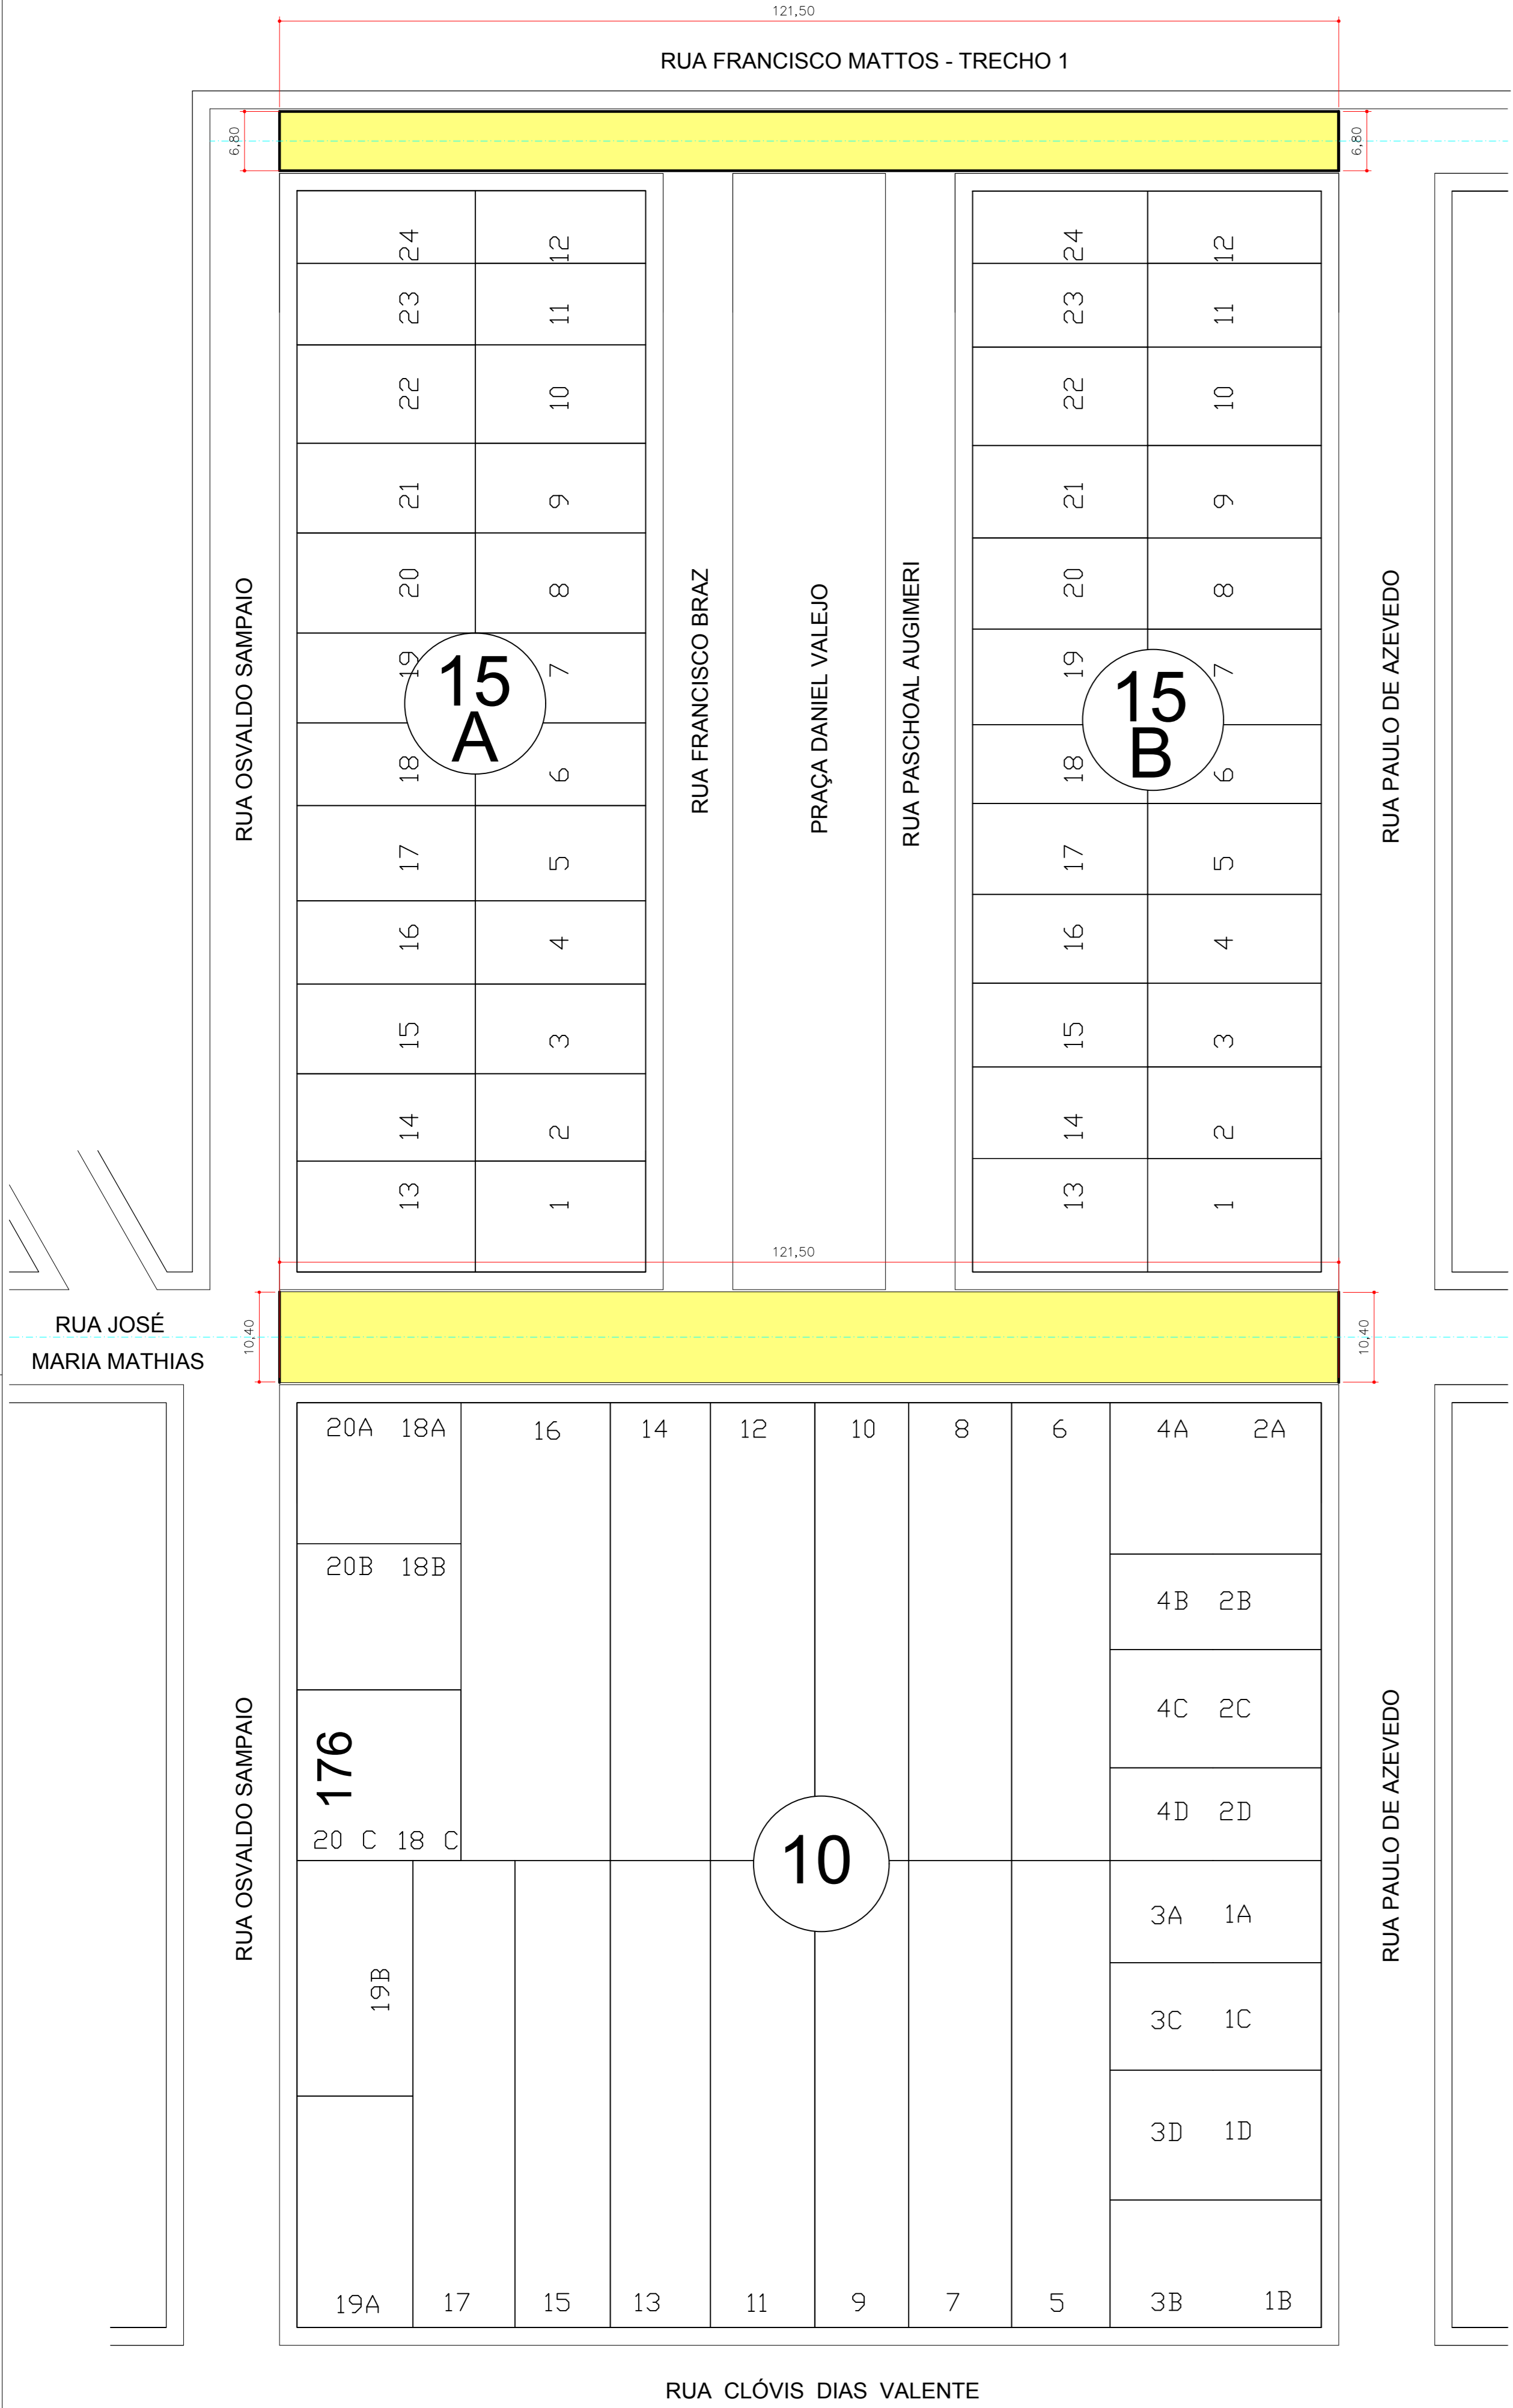 121,50
RUA FRANCISCO MATTOS - TRECHO 1
6,80
6,80
24
12
24
12
23
11
23
11
22
10
22
10
21
9
21
9
20
8
20
8
19
7
19
7
15
A
15
B
18
6
18
6
17
5
17
5
16
4
16
4
15
3
15
3
14
2
14
2
13
1
13
1
RUA OSVALDO SAMPAIO
RUA FRANCISCO BRAZ
PRAÇA DANIEL VALEJO
RUA PASCHOAL AUGIMERI
RUA PAULO DE AZEVEDO
121,50
RUA JOSÉ
MARIA MATHIAS
10,40
10,40
20A 18A
16
14
12
10
8
6
4A
2A
20B 18B
4B 2B
4C 2C
176
4D 2D
20 C 18 C
10
3A 1A
19B
3C 1C
3D 1D
19A
17
15
13
11
9
7
5
3B
1B
RUA OSVALDO SAMPAIO
RUA PAULO DE AZEVEDO
RUA CLÓVIS DIAS VALENTE